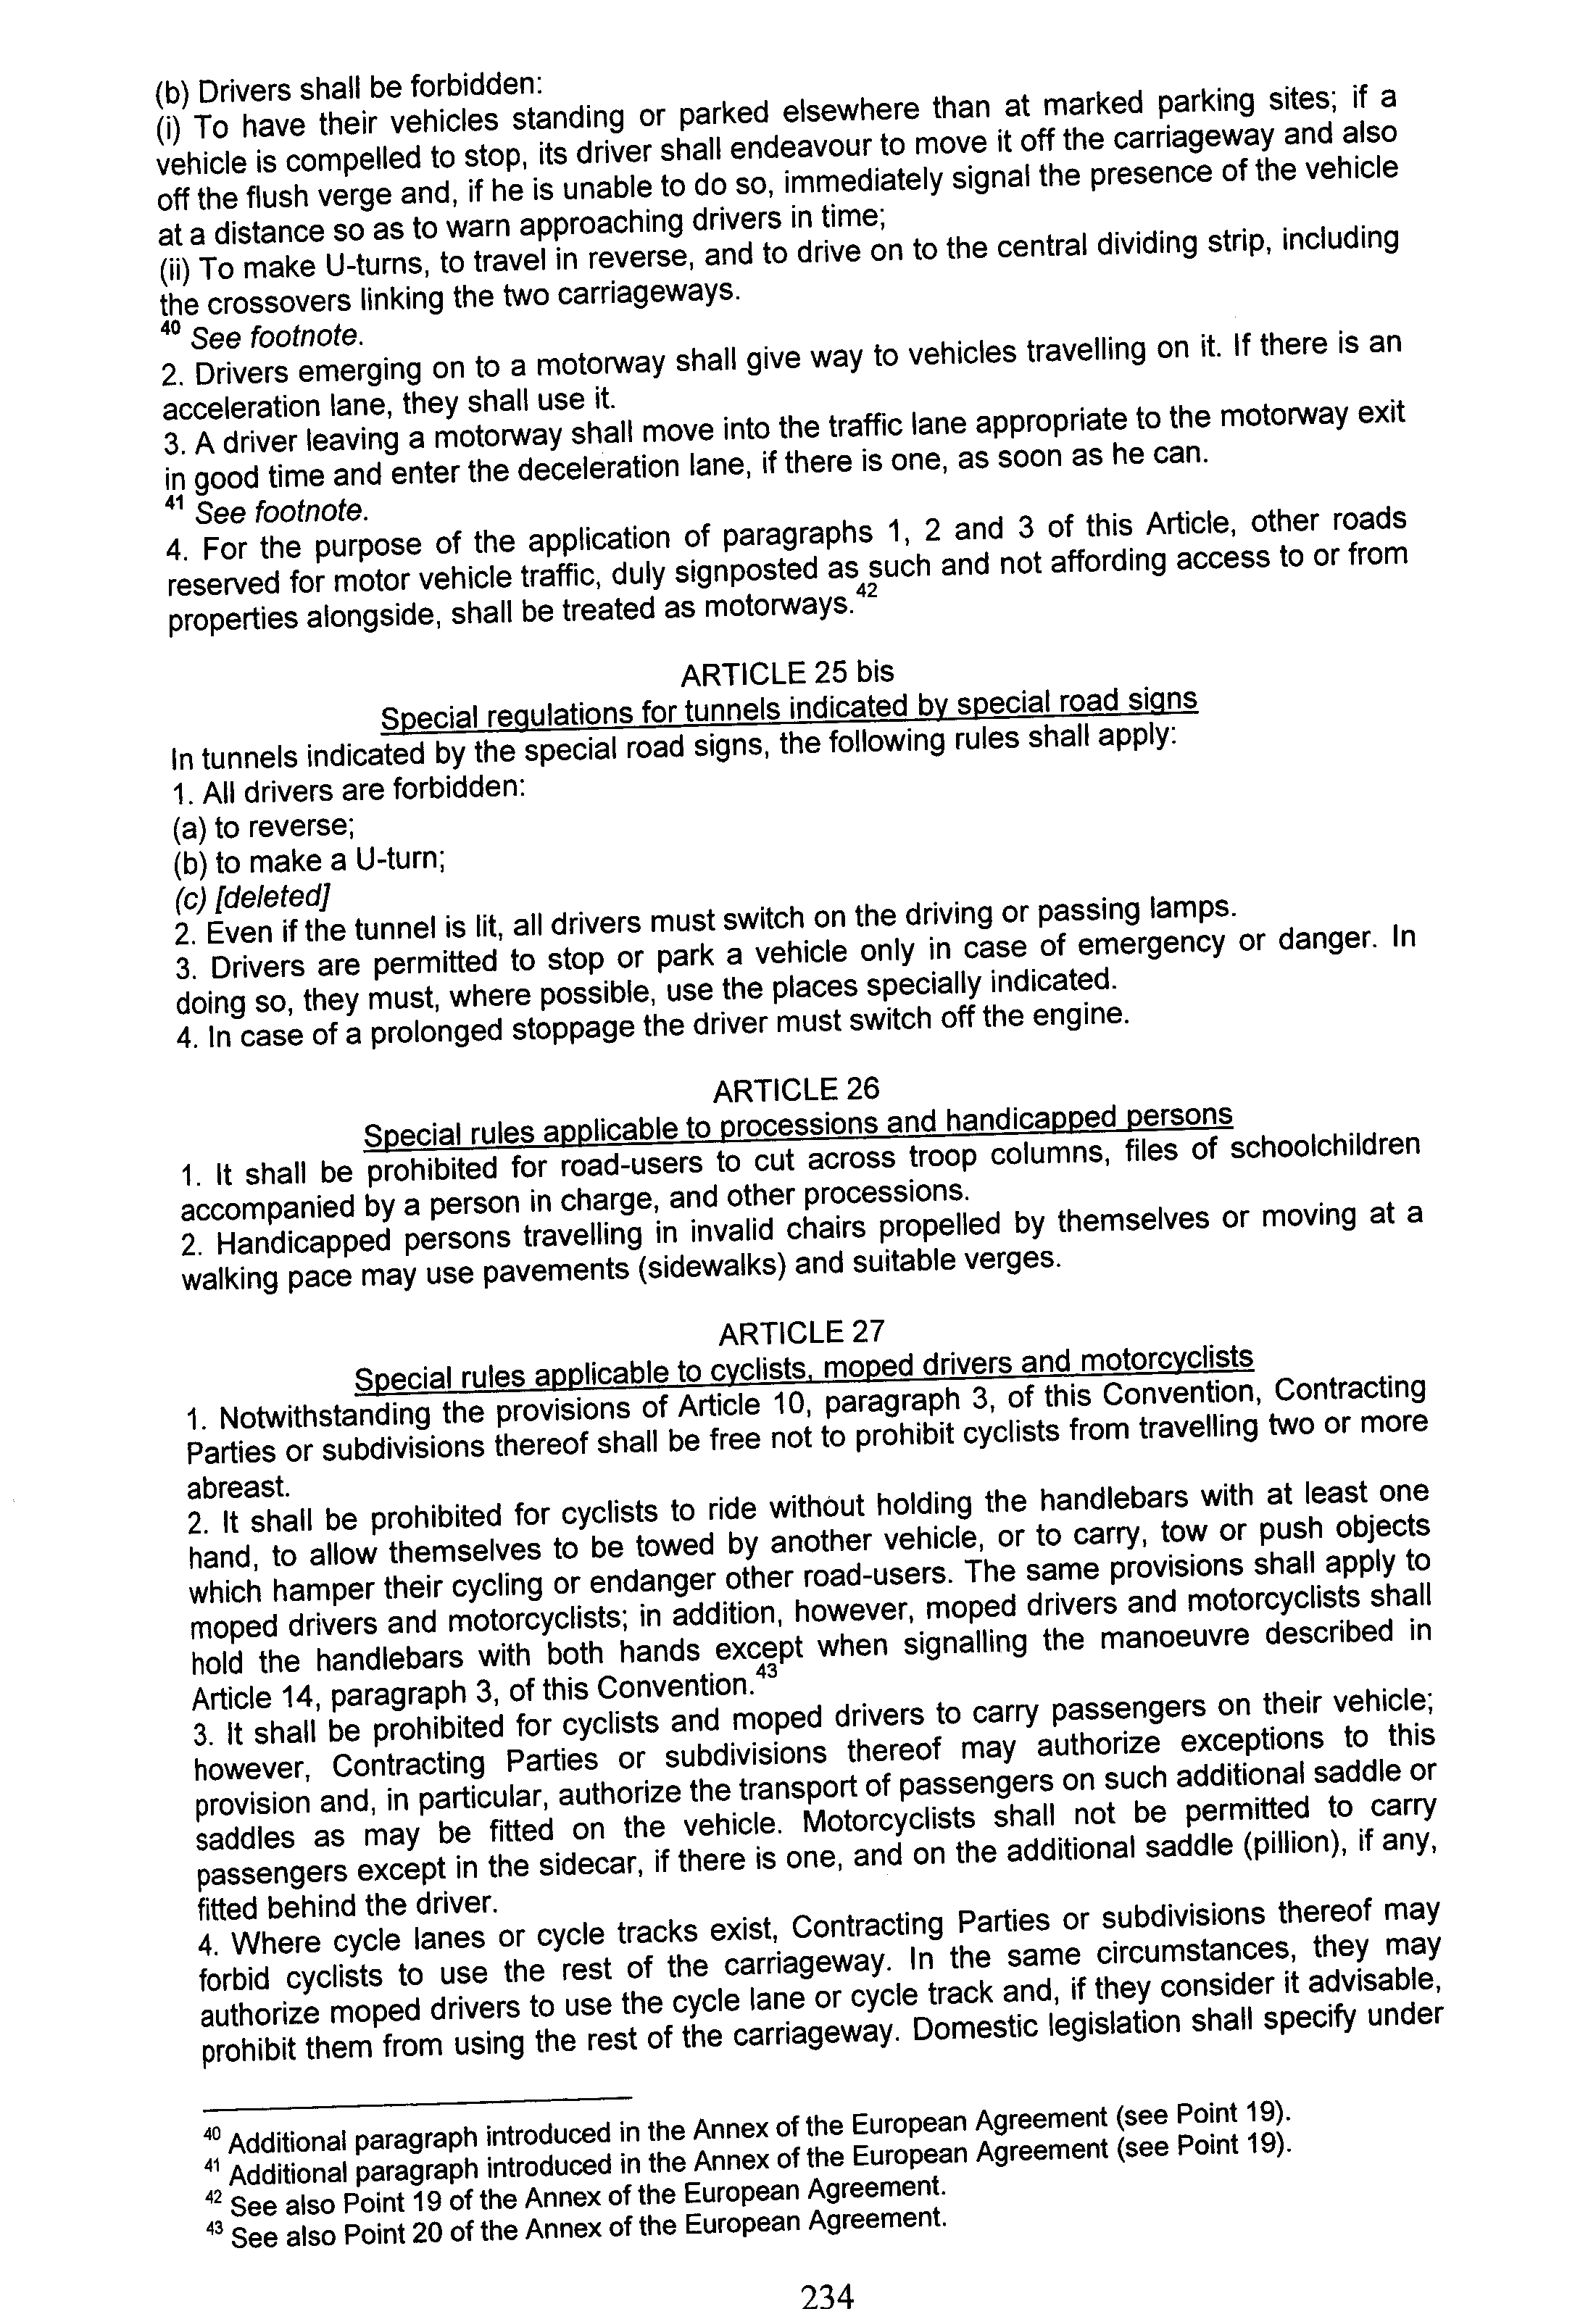 (b) Drivers shall be forbidden:
(i) To have their vehicles standing or parked elsewhere than at marked parking sites; if a
vehicle is compelled to stop, its driver shall endeavour to move it off the carriageway and also
off the flush verge and, if he is unable to do so, immediately signal the presence of the vehicle
at a distance so as to warn approaching drivers in time;
(ii) To make U-turns, to travel in reverse, and to drive on to the central dividing strip, including
the crossovers linking the two carriageways.
⁴⁰ See footnote.
2. Drivers emerging on to a motorway shall give way to vehicles travelling on it. If there is an
acceleration lane, they shall use it.
3. A driver leaving a motorway shall move into the traffic lane appropriate to the motorway exit
in good time and enter the deceleration lane, if there is one, as soon as he can.
⁴¹ See footnote.
4. For the purpose of the application of paragraphs 1, 2 and 3 of this Article, other roads
reserved for motor vehicle traffic, duly signposted as such and not affording access to or from
properties alongside, shall be treated as motorways.⁴²
ARTICLE 25 bis
Special regulations for tunnels indicated by special road signs
In tunnels indicated by the special road signs, the following rules shall apply:
1. All drivers are forbidden:
(a) to reverse;
(b) to make a U-turn;
(c) [deleted]
2. Even if the tunnel is lit, all drivers must switch on the driving or passing lamps.
3. Drivers are permitted to stop or park a vehicle only in case of emergency or danger. In
doing so, they must, where possible, use the places specially indicated.
4. In case of a prolonged stoppage the driver must switch off the engine.
ARTICLE 26
Special rules applicable to processions and handicapped persons
1. It shall be prohibited for road-users to cut across troop columns, files of schoolchildren
accompanied by a person in charge, and other processions.
2. Handicapped persons travelling in invalid chairs propelled by themselves or moving at a
walking pace may use pavements (sidewalks) and suitable verges.
ARTICLE 27
Special rules applicable to cyclists, moped drivers and motorcyclists
1. Notwithstanding the provisions of Article 10, paragraph 3, of this Convention, Contracting
Parties or subdivisions thereof shall be free not to prohibit cyclists from travelling two or more
abreast.
2. It shall be prohibited for cyclists to ride without holding the handlebars with at least one
hand, to allow themselves to be towed by another vehicle, or to carry, tow or push objects
which hamper their cycling or endanger other road-users. The same provisions shall apply to
moped drivers and motorcyclists; in addition, however, moped drivers and motorcyclists shall
hold the handlebars with both hands except when signalling the manoeuvre described in
Article 14, paragraph 3, of this Convention.⁴³
3. It shall be prohibited for cyclists and moped drivers to carry passengers on their vehicle;
however, Contracting Parties or subdivisions thereof may authorize exceptions to this
provision and, in particular, authorize the transport of passengers on such additional saddle or
saddles as may be fitted on the vehicle. Motorcyclists shall not be permitted to carry
passengers except in the sidecar, if there is one, and on the additional saddle (pillion), if any,
fitted behind the driver.
4. Where cycle lanes or cycle tracks exist, Contracting Parties or subdivisions thereof may
forbid cyclists to use the rest of the carriageway. In the same circumstances, they may
authorize moped drivers to use the cycle lane or cycle track and, if they consider it advisable,
prohibit them from using the rest of the carriageway. Domestic legislation shall specify under
⁴⁰ Additional paragraph introduced in the Annex of the European Agreement (see Point 19).
⁴¹ Additional paragraph introduced in the Annex of the European Agreement (see Point 19).
⁴² See also Point 19 of the Annex of the European Agreement.
⁴³ See also Point 20 of the Annex of the European Agreement.
234